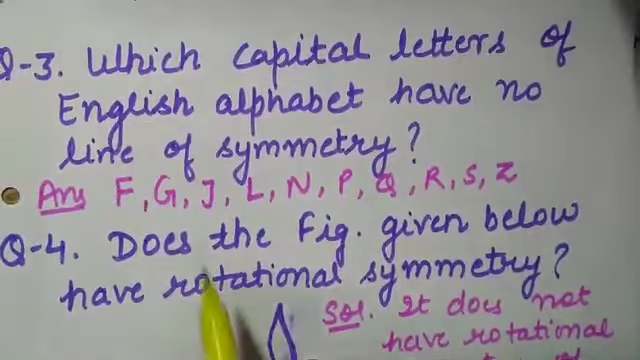 Q-3. Which capital letters of
English alphabet have no
line of symmetry?
Ans F, G, J, L, N, P, Q, R, S, Z
Q-4. Does the Fig. given below
have rotational symmetry?
Sol. It does not
have rotational